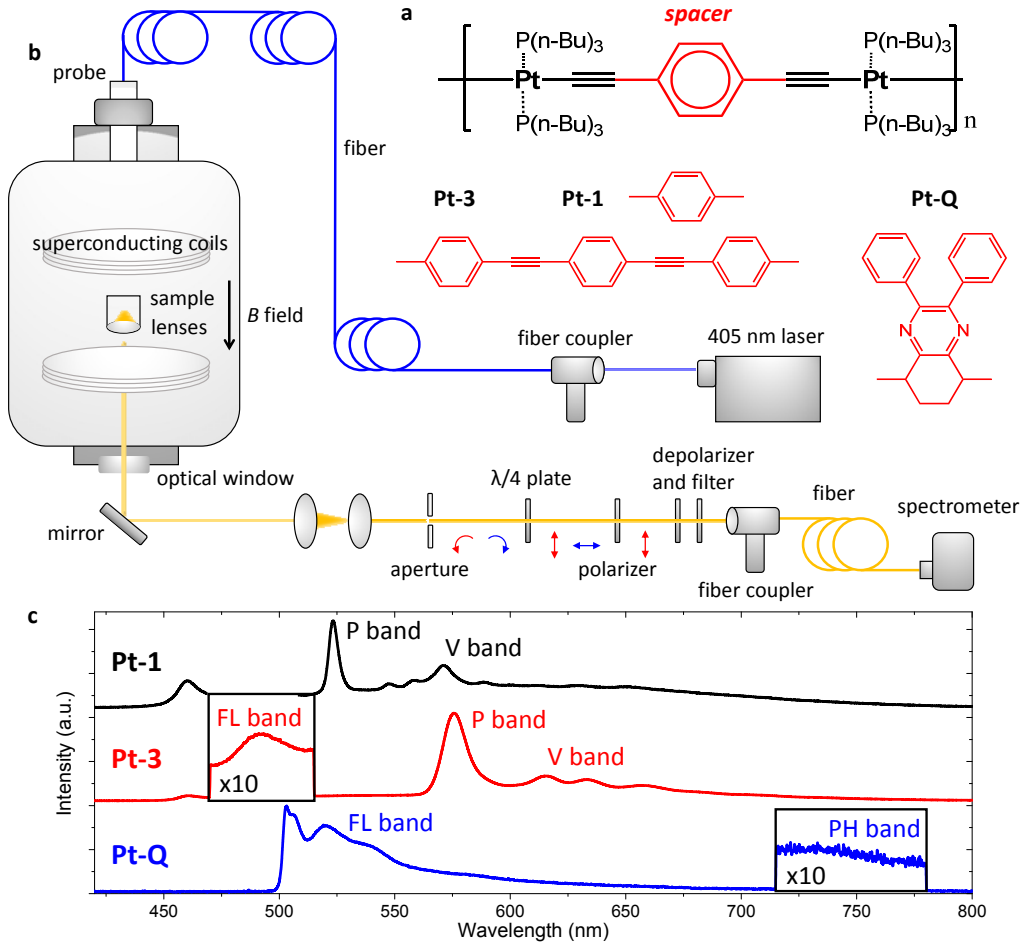 a
spacer
P(n-Bu)3
P(n-Bu)3
Pt
Pt
P(n-Bu)3
P(n-Bu)3
n
Pt-3
Pt-1
Pt-Q
N
N
b
probe
fiber
superconducting coils
sample
lenses
B field
fiber coupler
405 nm laser
optical window
mirror
aperture
λ/4 plate
polarizer
depolarizer
and filter
fiber coupler
fiber
spectrometer
c
Pt-1
P band
V band
Pt-3
FL band
x10
P band
V band
Pt-Q
FL band
PH band
x10
Intensity (a.u.)
450
500
550
600
650
700
750
800
Wavelength (nm)